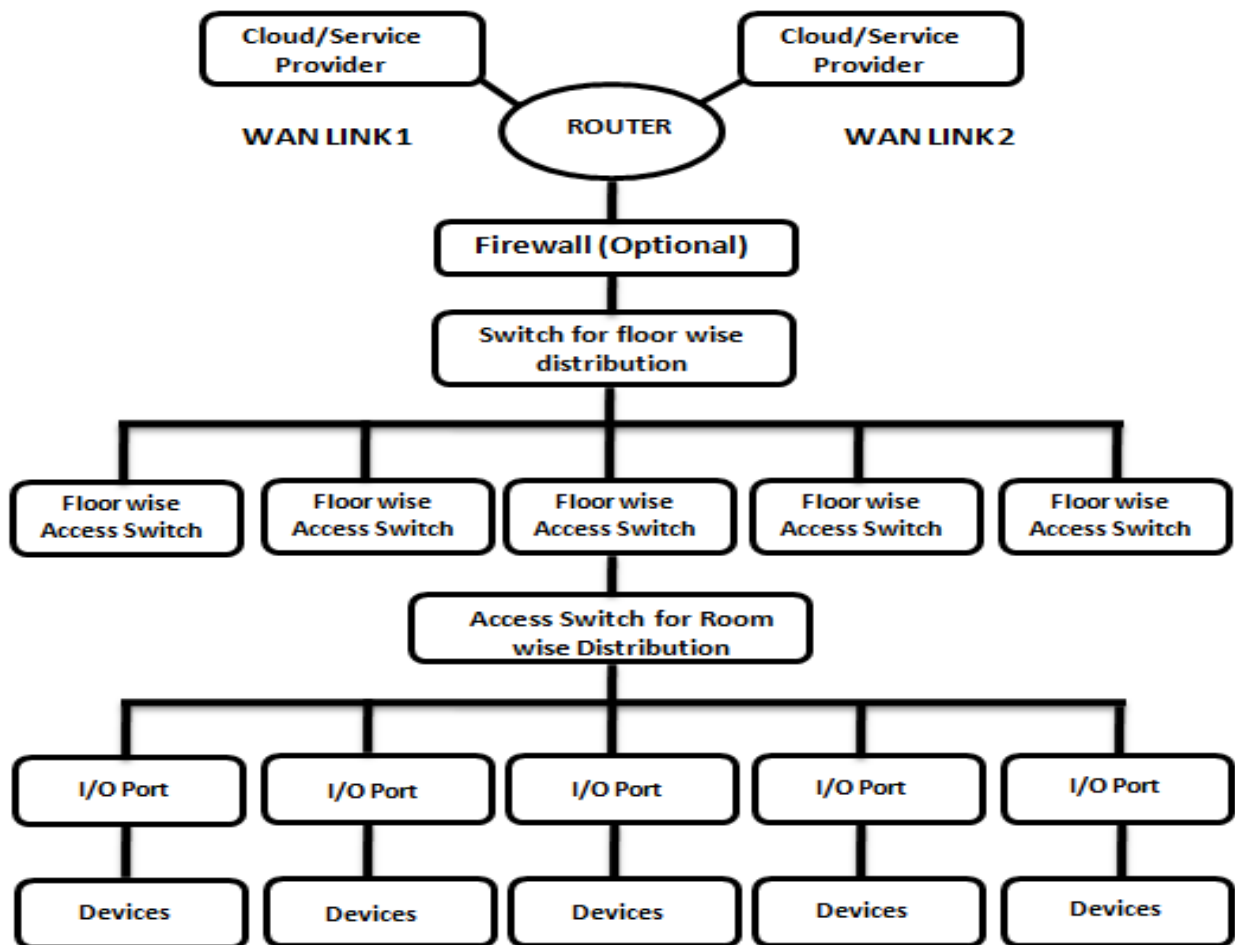 Cloud/Service
Provider
Cloud/Service
Provider
ROUTER
WAN LINK 1
WAN LINK 2
Firewall (Optional)
Switch for floor wise
distribution
Floor wise
Access Switch
Floor wise
Access Switch
Floor wise
Access Switch
Floor wise
Access Switch
Floor wise
Access Switch
Access Switch for Room
wise Distribution
I/O Port
I/O Port
I/O Port
I/O Port
I/O Port
Devices
Devices
Devices
Devices
Devices